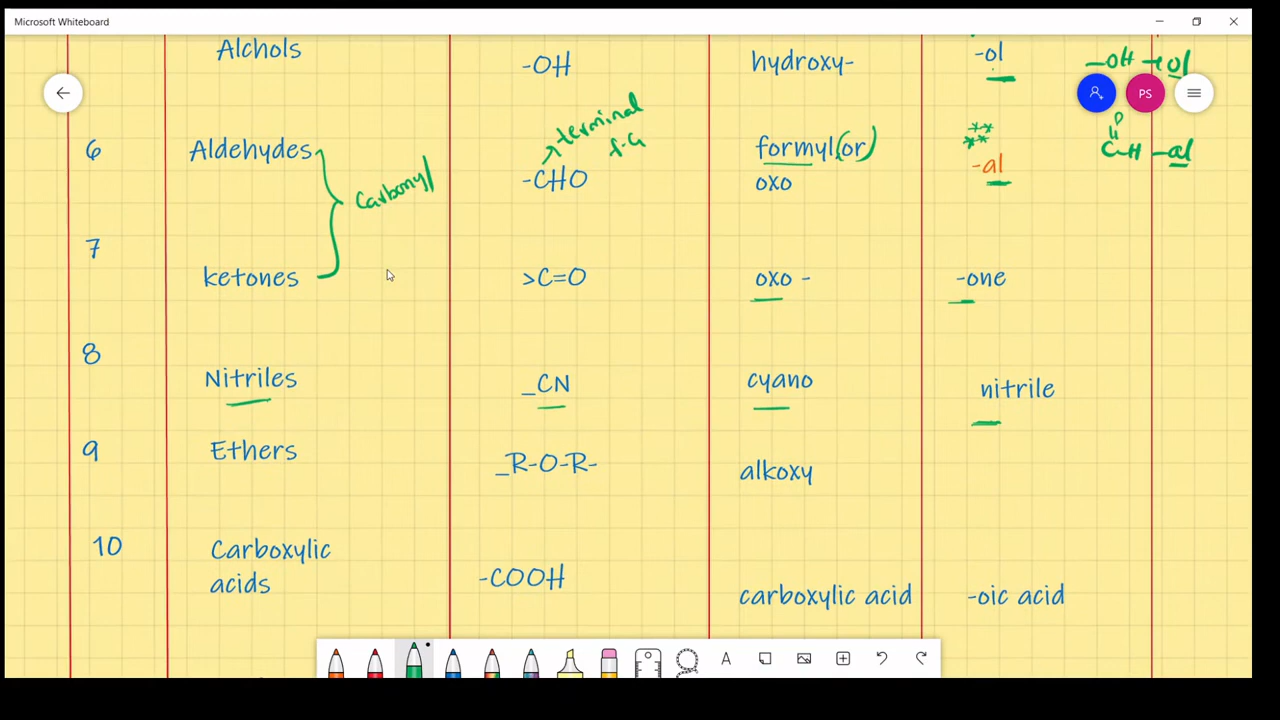 Microsoft Whiteboard
Alchols
-OH
hydroxy-
-ol
-OH → ol
PS
6
Aldehydes
Carbonyl
→ terminal
f-G
-CHO
formyl(or)
oxo
**
**
-al
O
C-H -al
7
ketones
>C=O
oxo -
-one
8
Nitriles
_CN
cyano
nitrile
9
Ethers
_R-O-R-
alkoxy
10
Carboxylic
acids
-COOH
carboxylic acid
-oic acid
A